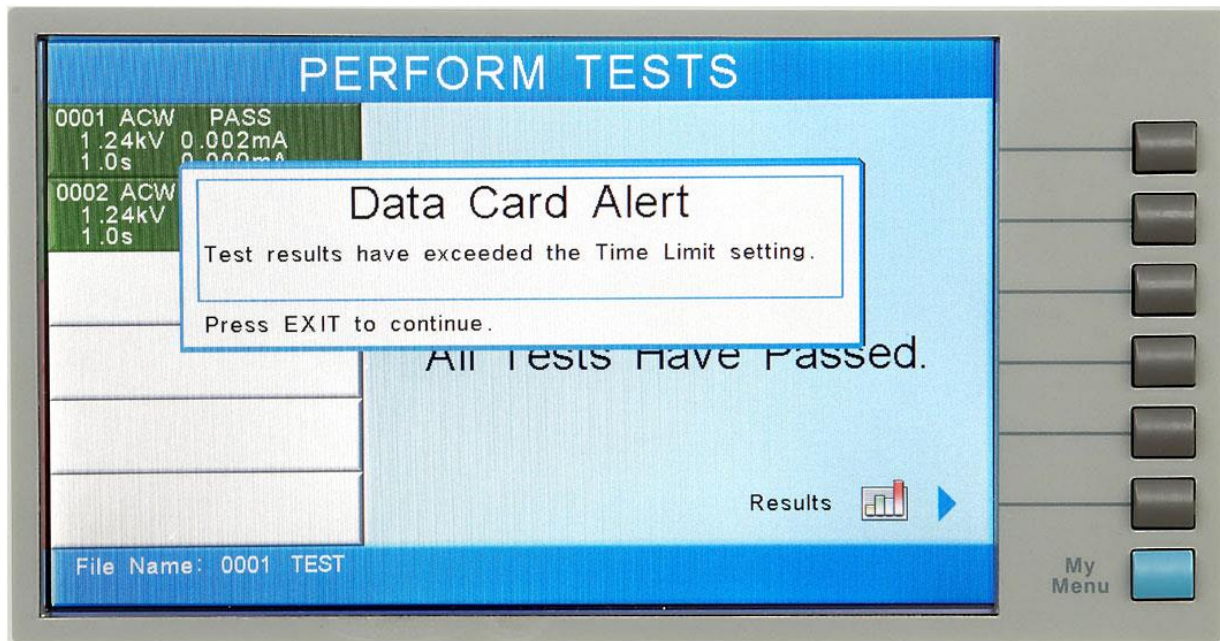 PERFORM TESTS
0001 ACW PASS
1.24kV 0.002mA
1.0s 0.000mA
0002 ACW
1.24kV
1.0s
Data Card Alert
Test results have exceeded the Time Limit setting.
Press EXIT to continue.
All Tests Have Passed.
Results
File Name: 0001 TEST
My
Menu